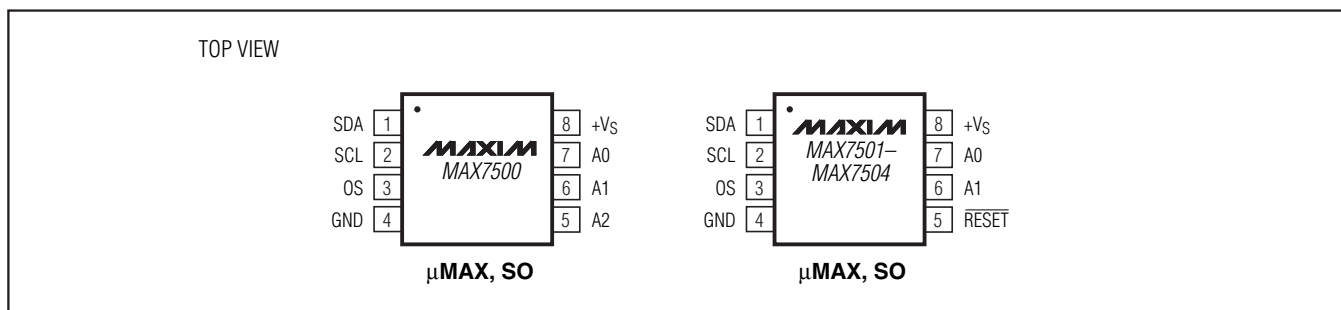 TOP VIEW
SDA 1
SCL 2
OS 3
GND 4
MAXIM
MAX7500
8 +VS
7 A0
6 A1
5 A2
μMAX, SO
SDA 1
SCL 2
OS 3
GND 4
MAXIM
MAX7501–
MAX7504
8 +VS
7 A0
6 A1
5 RESET
μMAX, SO